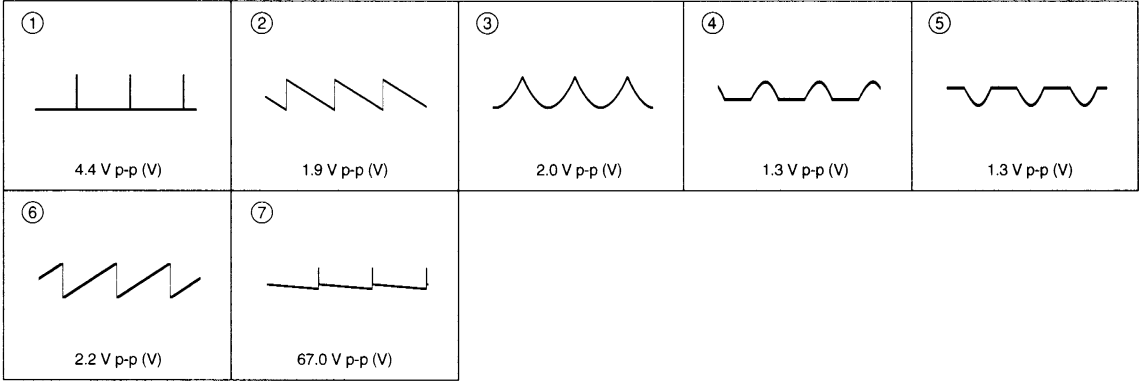 ① ② ③ ④ ⑤
4.4 V p-p (V) 1.9 V p-p (V) 2.0 V p-p (V) 1.3 V p-p (V) 1.3 V p-p (V)
⑥ ⑦
2.2 V p-p (V) 67.0 V p-p (V)